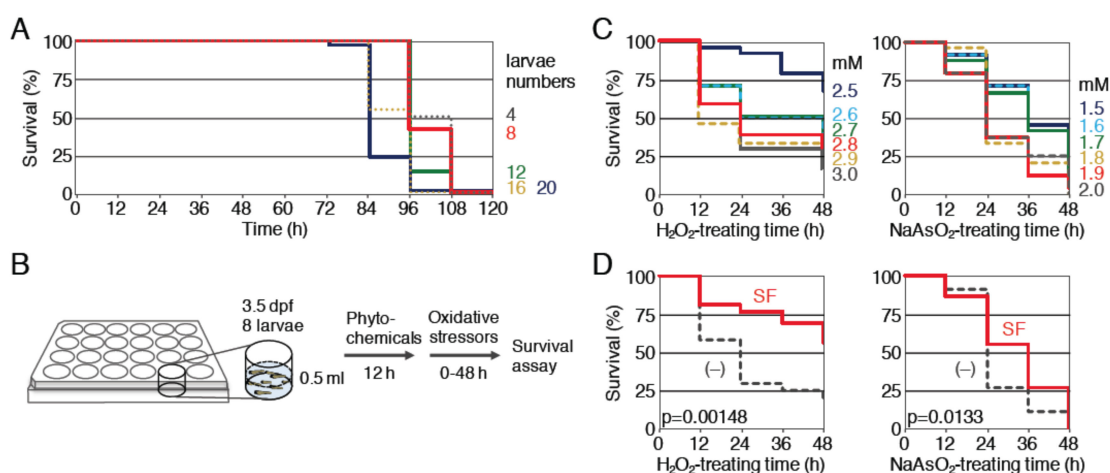 A
Survival (%)
100
75
50
25
0
0 12 24 36 48 60 72 84 96 108 120
Time (h)
larvae
numbers
4
8
12
16 20
B
3.5 dpf
8 larvae
0.5 ml
Phyto-
chemicals
12 h
Oxidative
stressors
0-48 h
Survival
assay
C
Survival (%)
100
75
50
25
0
0 12 24 36 48
H₂O₂-treating time (h)
mM
2.5
2.6
2.7
2.8
2.9
3.0
100
75
50
25
0
0 12 24 36 48
NaAsO₂-treating time (h)
mM
1.5
1.6
1.7
1.8
1.9
2.0
D
Survival (%)
100
75
50
25
0
SF
(–)
p=0.00148
0 12 24 36 48
H₂O₂-treating time (h)
100
75
50
25
0
SF
(–)
p=0.0133
0 12 24 36 48
NaAsO₂-treating time (h)